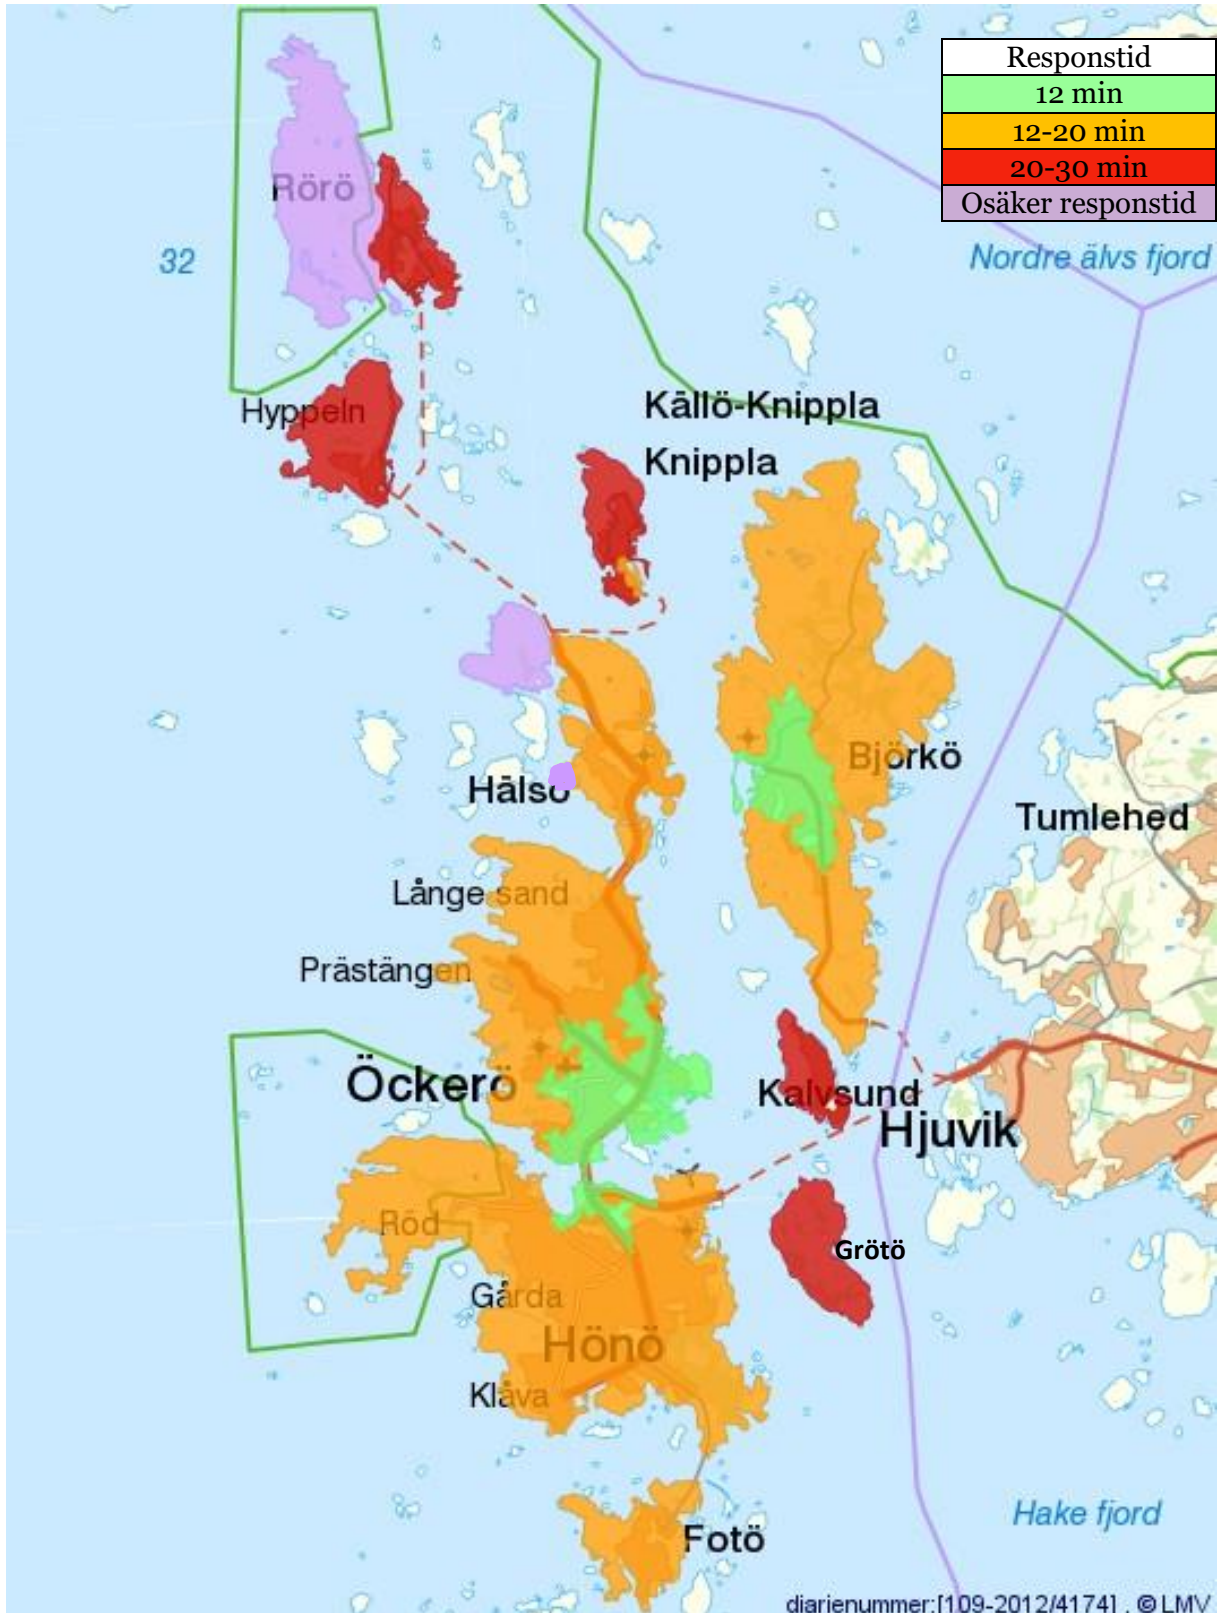 Responstid
12 min
12-20 min
20-30 min
Osäker responstid
Rörö
32
Nordre älvs fjord
Hyppeln
Källö-Knippla
Knippla
Björkö
Hälsö
Tumlehed
Långe sand
Prästängen
Öckerö
Kalvsund
Hjuvik
Röd
Grötö
Gårda
Hönö
Klåva
Hake fjord
Fotö
diarienummer:[109-2012/4174] . © LMV